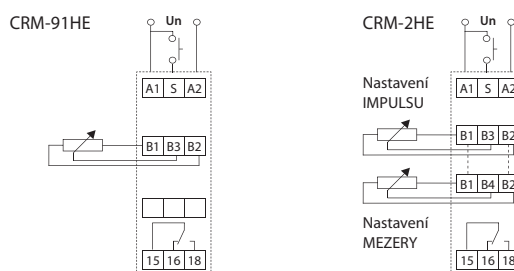 CRM-91HE
Un
A1 S A2
B1 B3 B2
15 16 18
CRM-2HE
Un
A1 S A2
Nastavení
IMPULSU
B1 B3 B2
B1 B4 B2
Nastavení
MEZERY
15 16 18